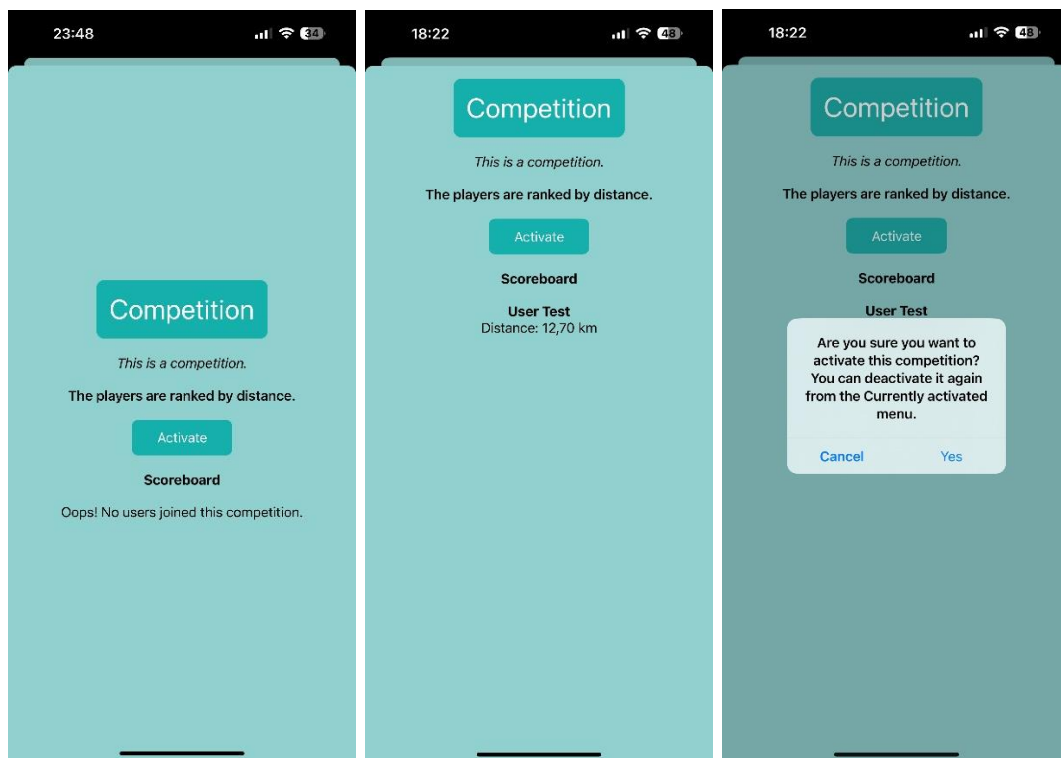 23:48
34
Competition
This is a competition.
The players are ranked by distance.
Activate
Scoreboard
Oops! No users joined this competition.
18:22
48
Competition
This is a competition.
The players are ranked by distance.
Activate
Scoreboard
User Test
Distance: 12,70 km
18:22
48
Competition
This is a competition.
The players are ranked by distance.
Activate
Scoreboard
User Test
Are you sure you want to
activate this competition?
You can deactivate it again
from the Currently activated
menu.
Cancel
Yes